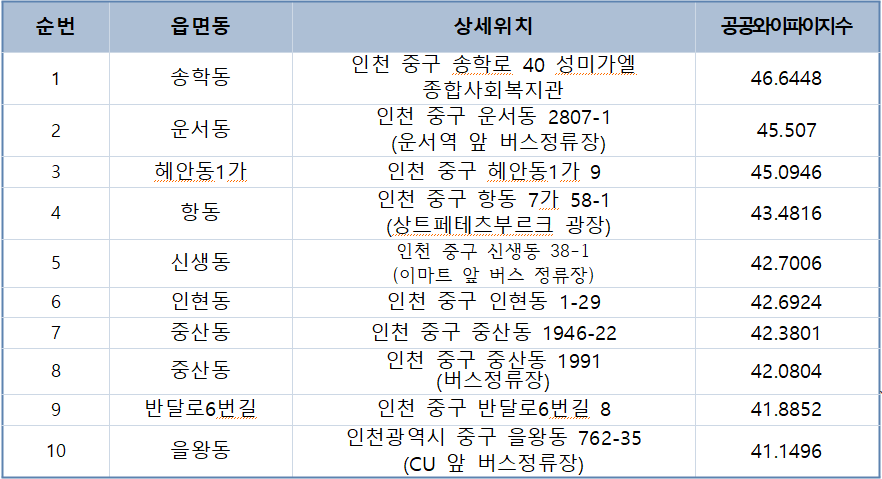 순번 읍면동 상세위치 공공와이파이지수
1 송학동 인천 중구 송학로 40 성미가엘
종합사회복지관 46.6448
2 운서동 인천 중구 운서동 2807-1
(운서역 앞 버스정류장) 45.507
3 헤안동1가 인천 중구 헤안동1가 9 45.0946
4 항동 인천 중구 항동 7가 58-1
(상트페테츠부르크 광장) 43.4816
5 신생동 인천 중구 신생동 38-1
(이마트 앞 버스 정류장) 42.7006
6 인현동 인천 중구 인현동 1-29 42.6924
7 중산동 인천 중구 중산동 1946-22 42.3801
8 중산동 인천 중구 중산동 1991
(버스정류장) 42.0804
9 반달로6번길 인천 중구 반달로6번길 8 41.8852
10 을왕동 인천광역시 중구 을왕동 762-35
(CU 앞 버스정류장) 41.1496